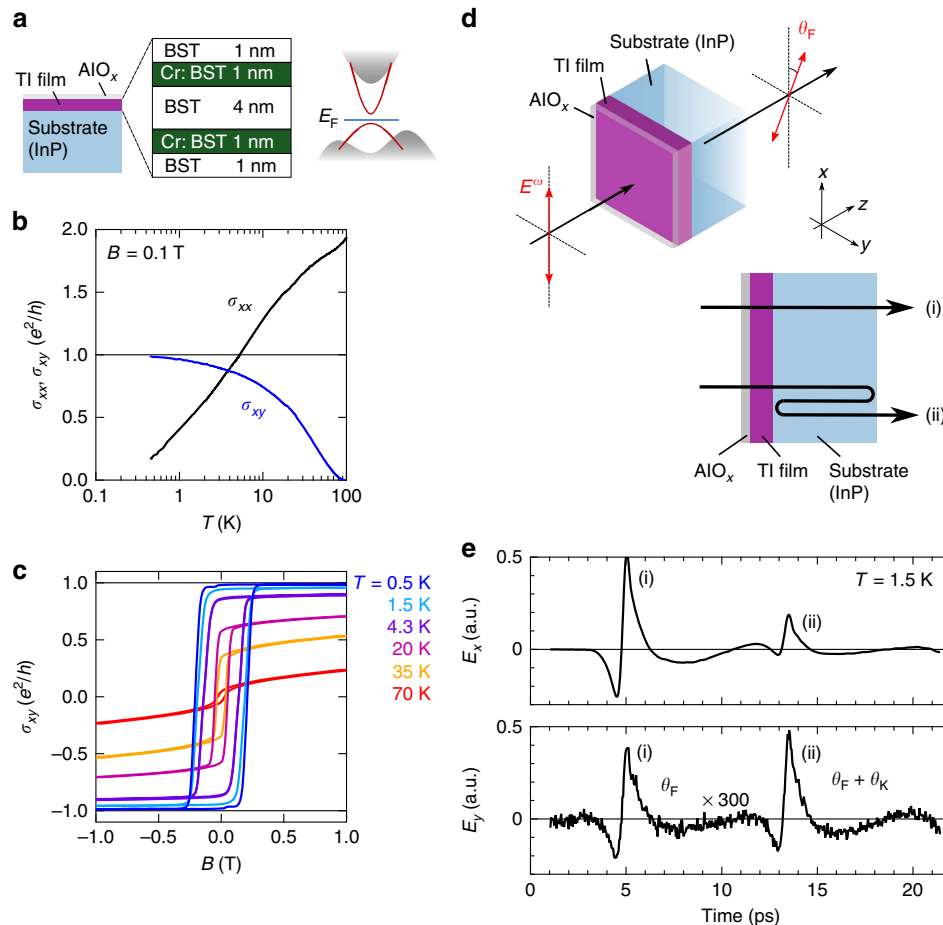 a
AlOx
TI film
Substrate
(InP)
BST 1 nm
Cr: BST 1 nm
BST 4 nm
Cr: BST 1 nm
BST 1 nm
EF
b
B = 0.1 T
σxx
σxy
σxx, σxy (e²/h)
2.0
1.5
1.0
0.5
0.0
0.1 1 10 100
T (K)
c
σxy (e²/h)
1.0
0.5
0.0
−0.5
−1.0
−1.0 −0.5 0.0 0.5 1.0
B (T)
T = 0.5 K
1.5 K
4.3 K
20 K
35 K
70 K
d
Substrate (InP)
TI film
AlOx
θF
Eω
x
z
y
(i)
(ii)
AlOx TI film Substrate
(InP)
e
Ex (a.u.)
0.5
0
(i)
(ii)
T = 1.5 K
Ey (a.u.)
0.5
0
(i)
(ii)
θF
× 300
θF + θK
0 5 10 15 20
Time (ps)